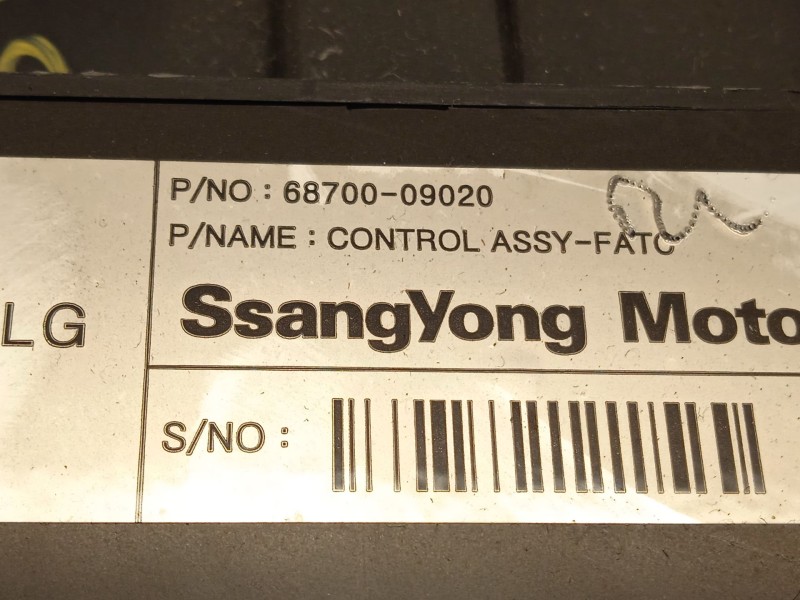 P/NO : 68700-09020
P/NAME : CONTROL ASSY-FATC
LG
SsangYong Moto
S/NO :